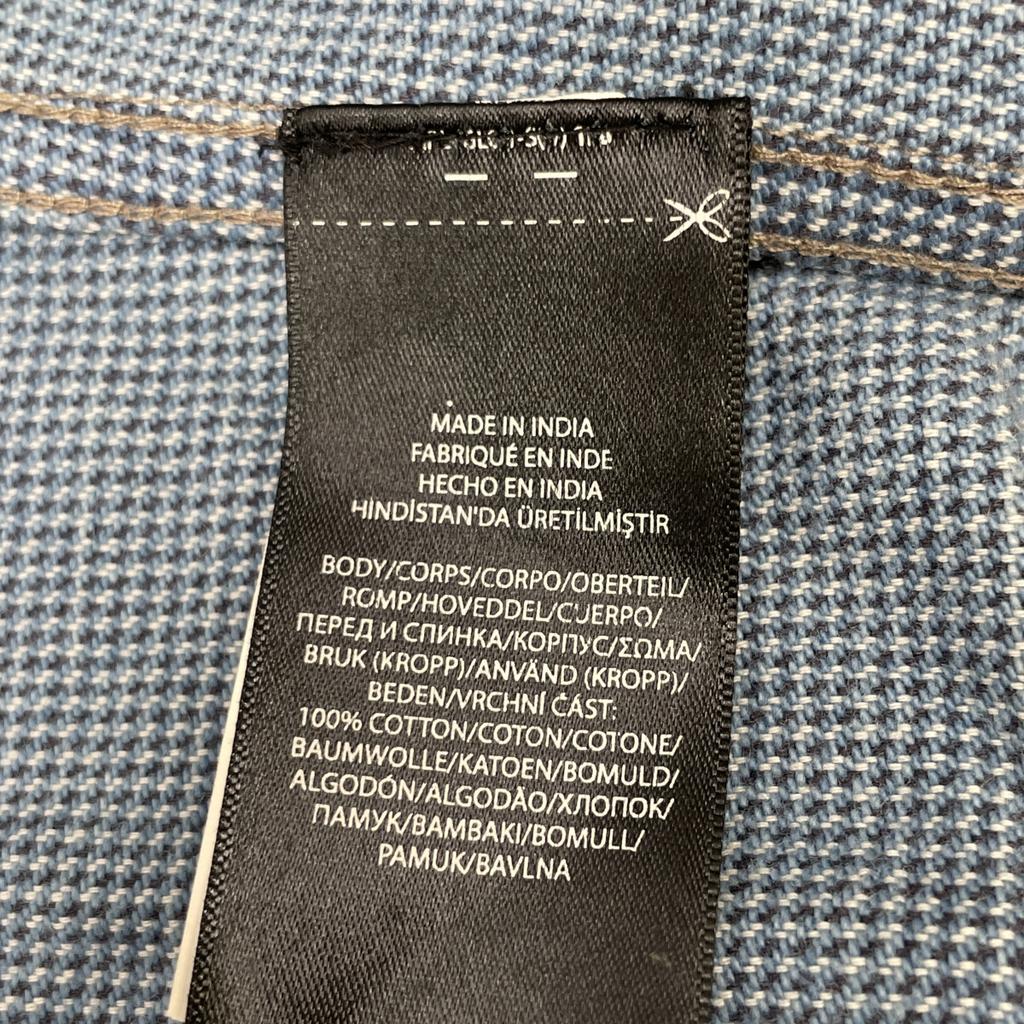 MADE IN INDIA
FABRIQUÉ EN INDE
HECHO EN INDIA
HİNDİSTAN'DA ÜRETİLMİŞTİR
BODY/CORPS/CORPO/OBERTEIL/
ROMP/HOVEDDEL/CUERPO/
ПЕРЕД И СПИНКА/КОРПУС/ΣΩΜΑ/
BRUK (KROPP)/ANVÄND (KROPP)/
BEDEN/VRCHNÍ ČÁST:
100% COTTON/COTON/COTONE/
BAUMWOLLE/KATOEN/BOMULD/
ALGODÓN/ALGODÃO/ХЛОПОК/
ПАМУК/BAMBAKI/BOMULL/
PAMUK/BAVLNA